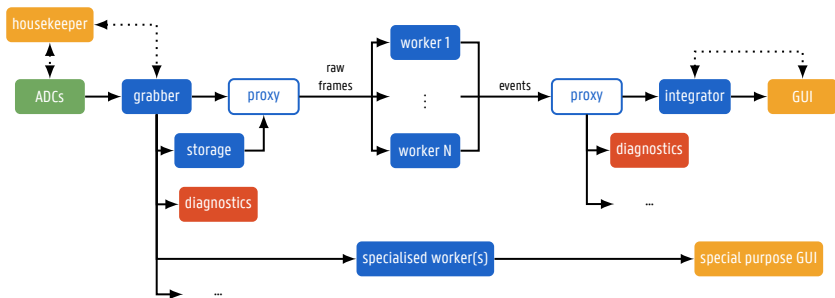 housekeeper
ADCs
grabber
proxy
raw
frames
worker 1
⋮
worker N
events
proxy
integrator
GUI
storage
diagnostics
diagnostics
...
specialised worker(s)
special purpose GUI
...